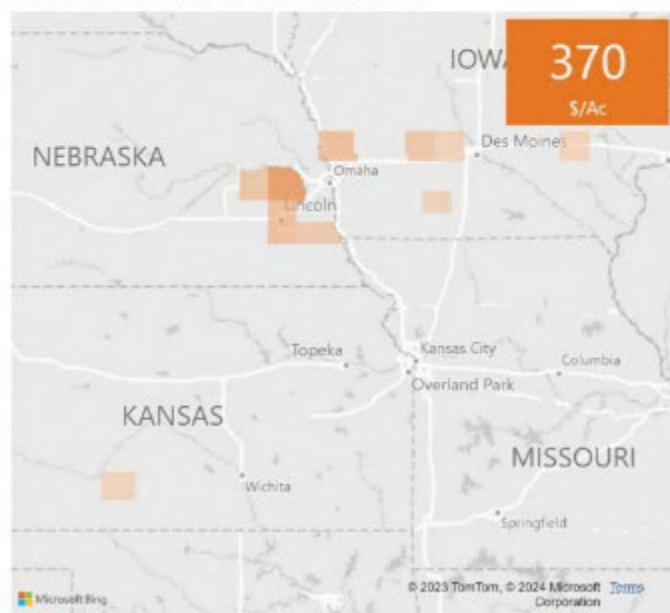 IOWA
370
$/Ac
NEBRASKA
Des Moines
Omaha
Lincoln
Topeka
Kansas City
Columbia
Overland Park
KANSAS
MISSOURI
Wichita
Springfield
Microsoft Bing
© 2023 TomTom, © 2024 Microsoft Terms
Corporation